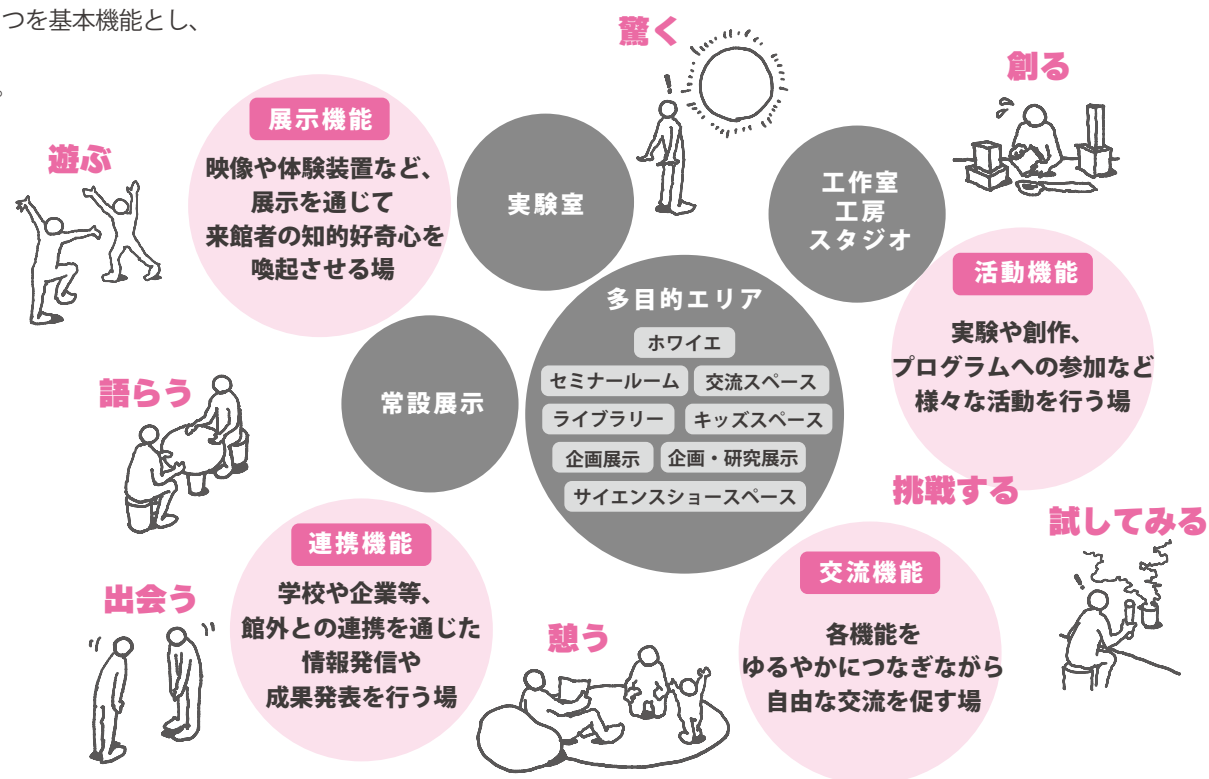 つを基本機能とし、
。
驚く
創る
展示機能
映像や体験装置など、
展示を通じて
来館者の知的好奇心を
喚起させる場
遊ぶ
実験室
工作室
工房
スタジオ
活動機能
実験や創作、
プログラムへの参加など
様々な活動を行う場
多目的エリア
ホワイエ
セミナールーム
交流スペース
ライブラリー
キッズスペース
企画展示
企画・研究展示
サイエンスショースペース
常設展示
語らう
挑戦する
試してみる
連携機能
学校や企業等、
館外との連携を通じた
情報発信や
成果発表を行う場
出会う
憩う
交流機能
各機能を
ゆるやかにつなぎながら
自由な交流を促す場